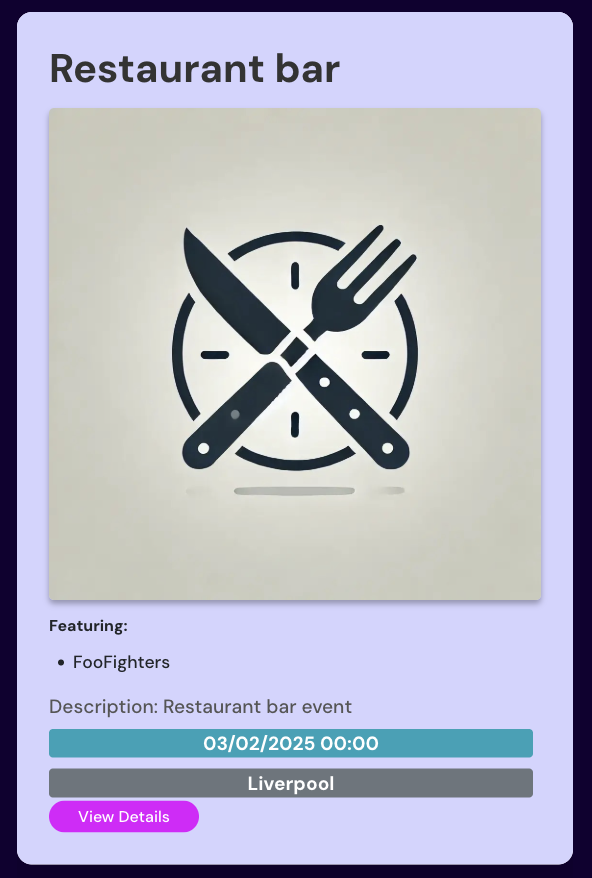 Restaurant bar
Featuring:
• FooFighters
Description: Restaurant bar event
03/02/2025 00:00
Liverpool
View Details